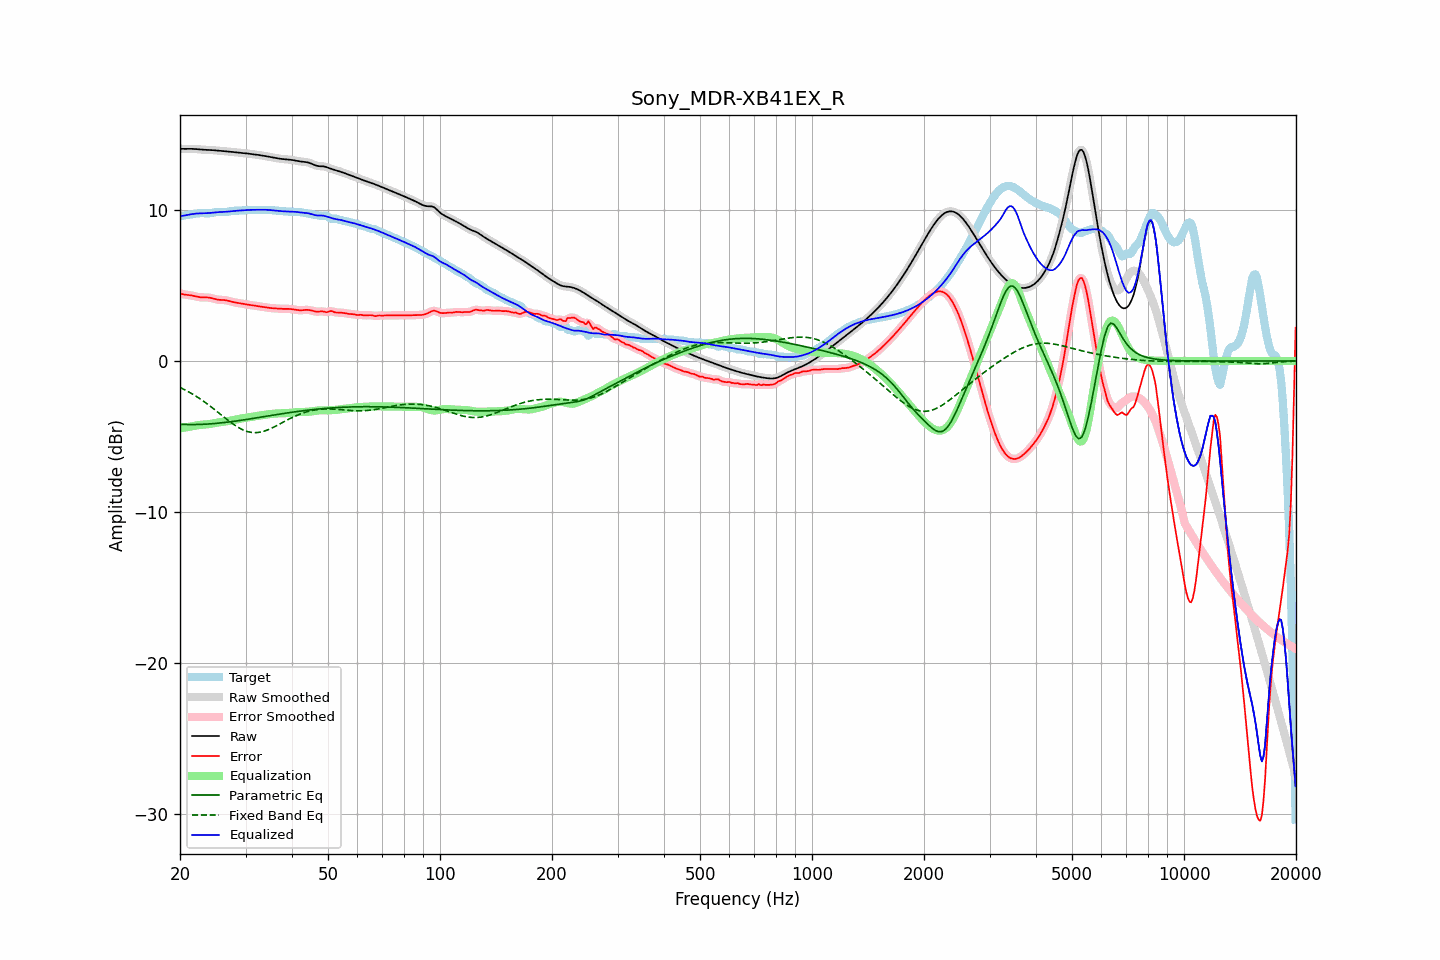 Sony_MDR-XB41EX_R
Amplitude (dBr)
10
0
−10
−20
−30
Target
Raw Smoothed
Error Smoothed
Raw
Error
Equalization
Parametric Eq
Fixed Band Eq
Equalized
20 50 100 200 500 1000 2000 5000 10000 20000
Frequency (Hz)